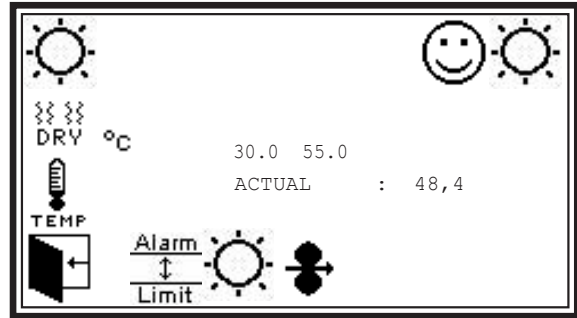 DRY °C
30.0 55.0
ACTUAL : 48,4
TEMP
Alarm
Limit